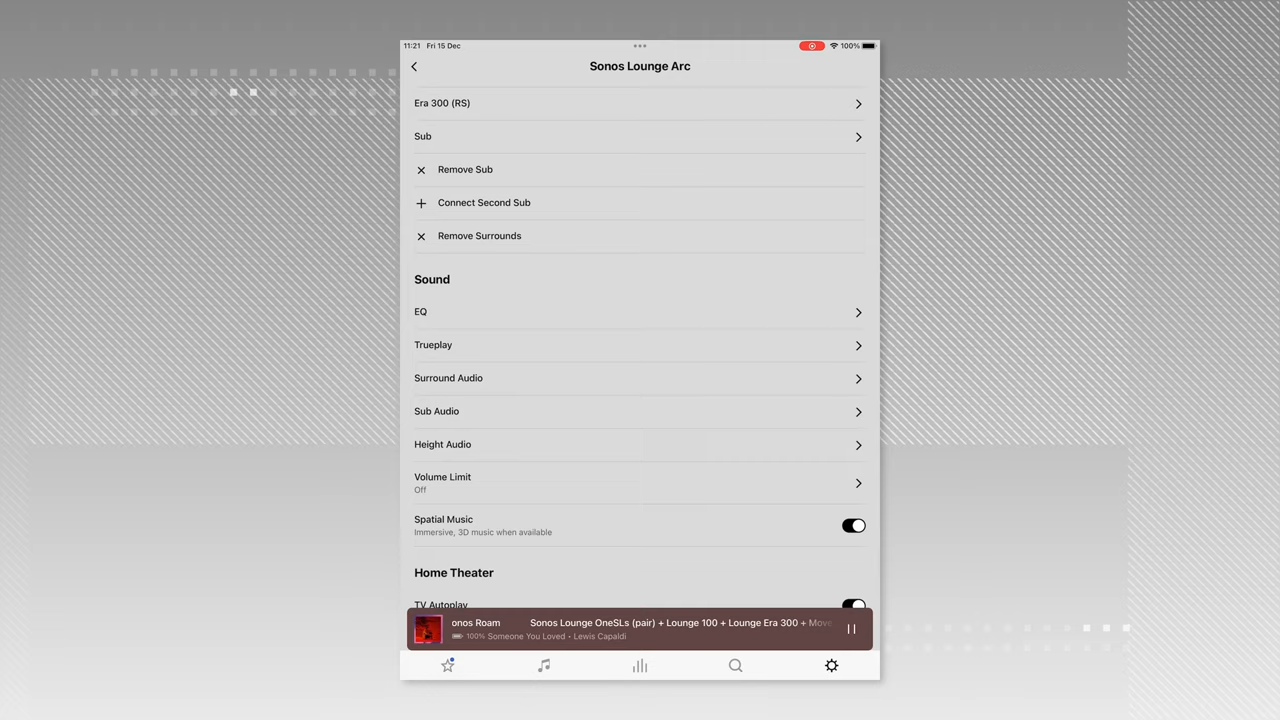 11:21 Fri 15 Dec
100%
Sonos Lounge Arc
Era 300 (RS)
Sub
Remove Sub
Connect Second Sub
Remove Surrounds
Sound
EQ
Trueplay
Surround Audio
Sub Audio
Height Audio
Volume Limit
Off
Spatial Music
Immersive, 3D music when available
Home Theater
TV Autoplay
onos Roam Sonos Lounge OneSLs (pair) + Lounge 100 + Lounge Era 300 + Move
100% Someone You Loved • Lewis Capaldi